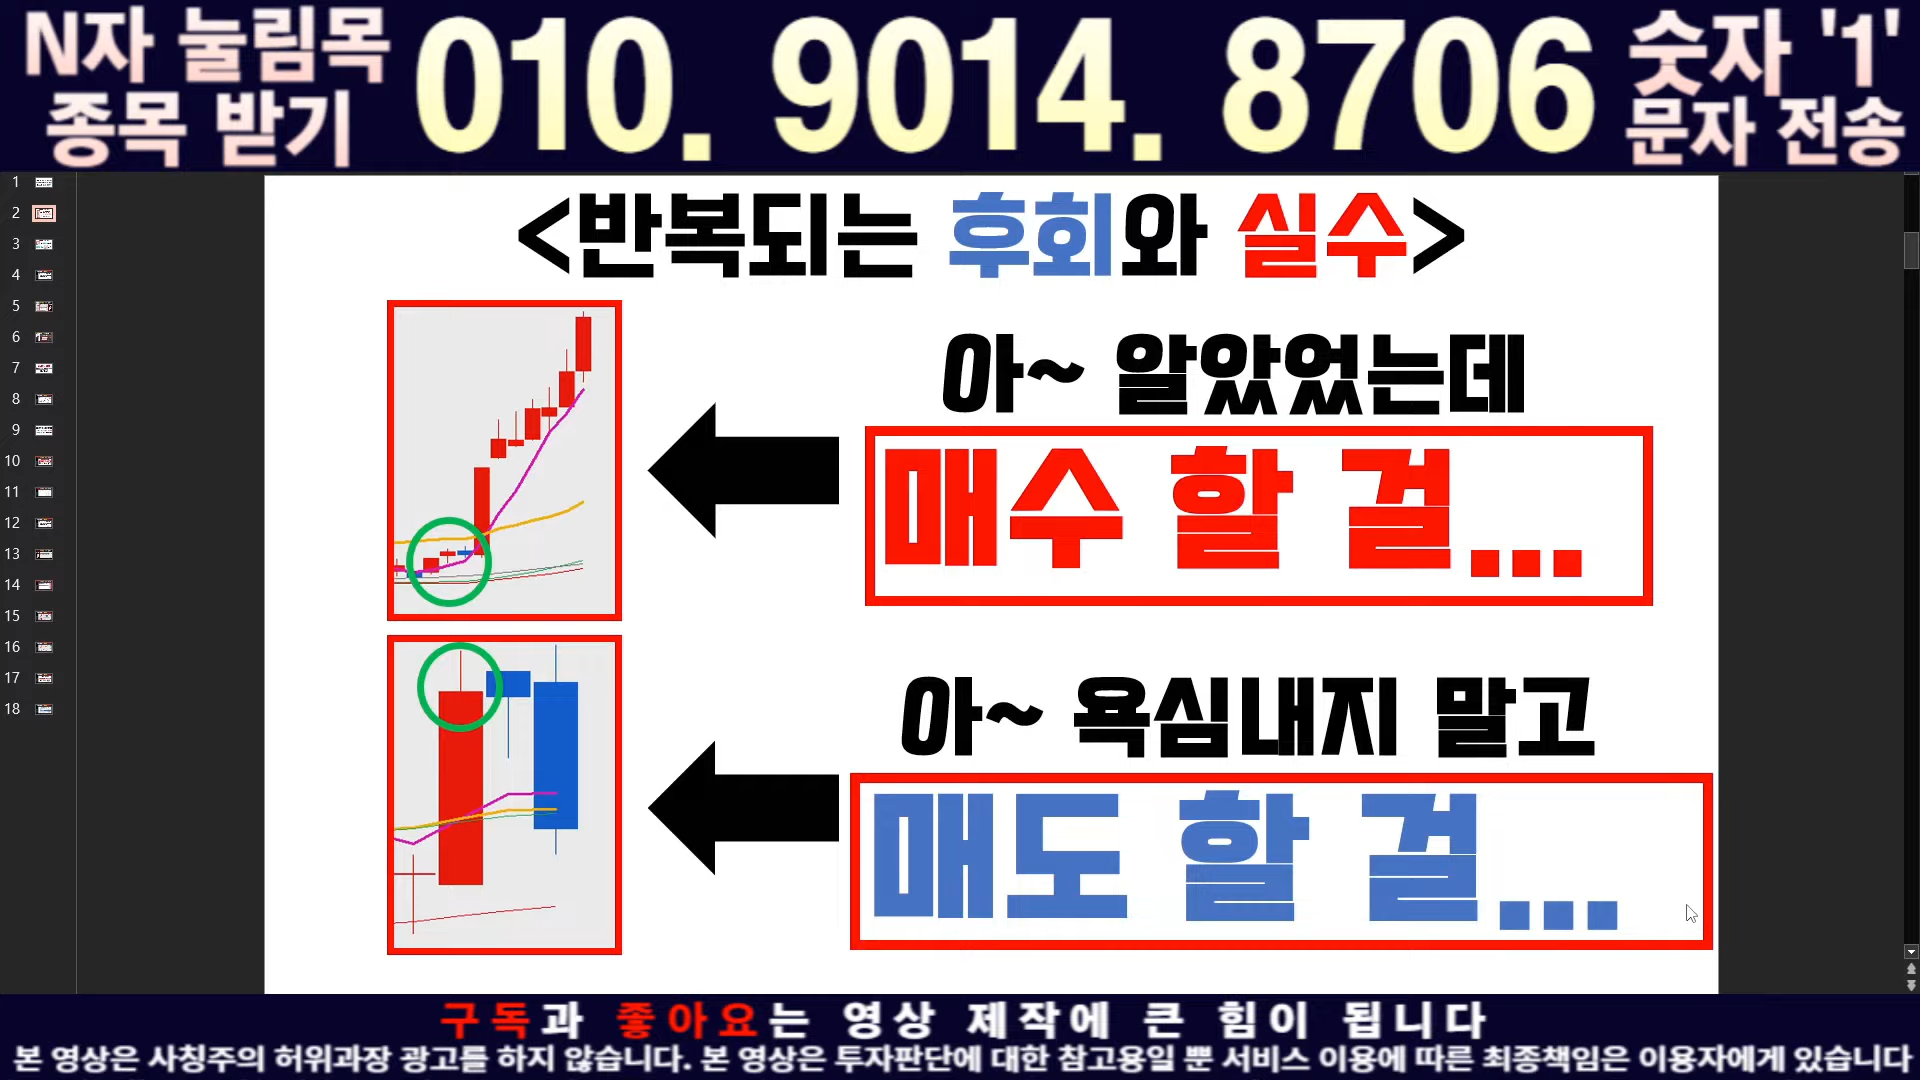 N자 눌림목
종목 받기
010. 9014. 8706
숫자 '1'
문자 전송
1
2
3
4
5
6
7
8
9
10
11
12
13
14
15
16
17
18
<반복되는 후회와 실수>
아~ 알았었는데
매수 할 걸...
아~ 욕심내지 말고
매도 할 걸...
구독과 좋아요는 영상 제작에 큰 힘이 됩니다
본 영상은 사칭주의 허위과장 광고를 하지 않습니다. 본 영상은 투자판단에 대한 참고용일 뿐 서비스 이용에 따른 최종책임은 이용자에게 있습니다